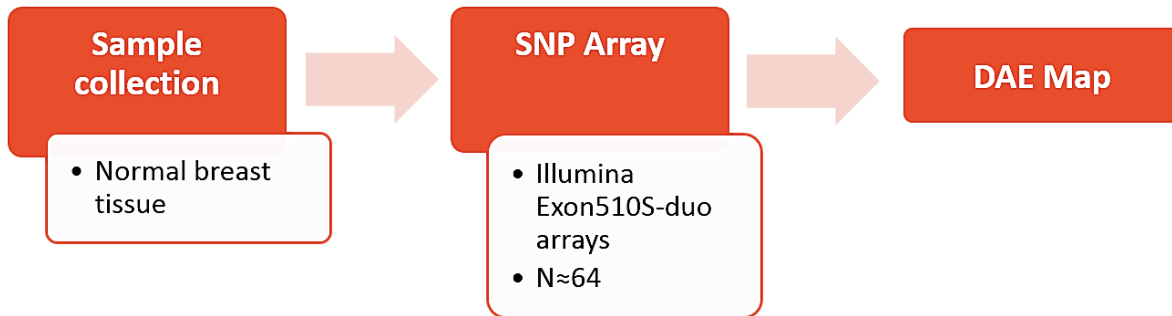 Sample
collection
• Normal breast
tissue
SNP Array
• Illumina
Exon510S-duo
arrays
• N≈64
DAE Map